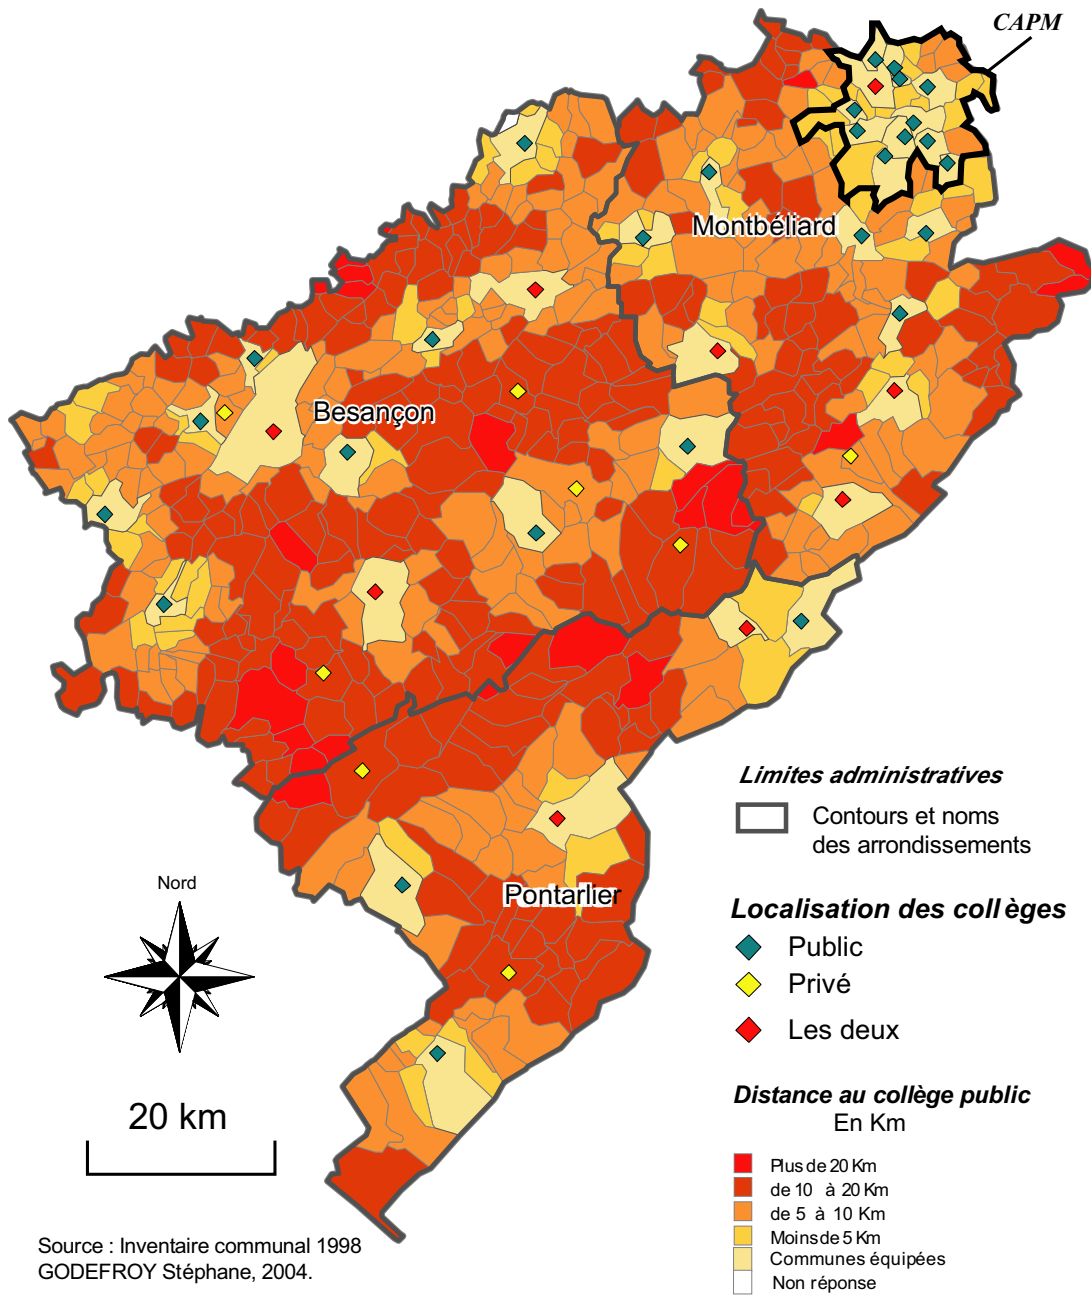 CAPM
Montbéliard
Besançon
Pontarlier
Limites administratives
Contours et noms
des arrondissements
Localisation des collèges
Public
Privé
Les deux
Distance au collège public
En Km
Plus de 20 Km
de 10 à 20 Km
de 5 à 10 Km
Moins de 5 Km
Communes équipées
Non réponse
Nord
20 km
Source : Inventaire communal 1998
GODEFROY Stéphane, 2004.